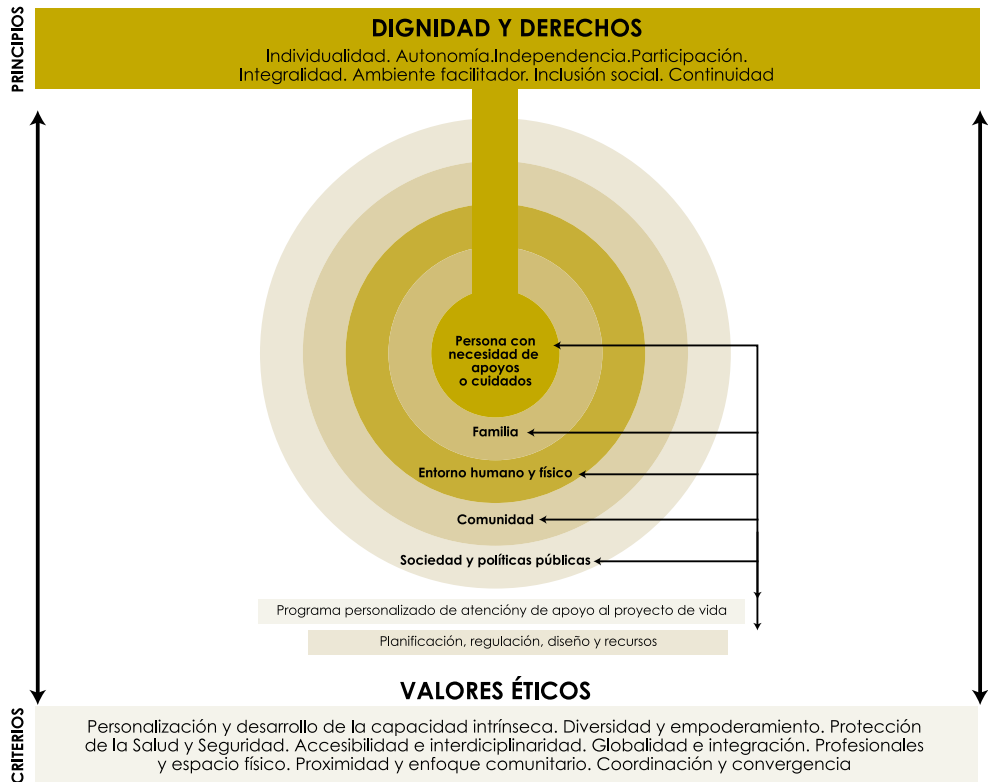 PRINCIPIOS
DIGNIDAD Y DERECHOS
Individualidad. Autonomía.Independencia.Participación.
Integralidad. Ambiente facilitador. Inclusión social. Continuidad
Persona con
necesidad de
apoyos
o cuidados
Familia
Entorno humano y físico
Comunidad
Sociedad y políticas públicas
Programa personalizado de atencióny de apoyo al proyecto de vida
Planificación, regulación, diseño y recursos
VALORES ÉTICOS
CRITERIOS
Personalización y desarrollo de la capacidad intrínseca. Diversidad y empoderamiento. Protección
de la Salud y Seguridad. Accesibilidad e interdiciplinaridad. Globalidad e integración. Profesionales
y espacio físico. Proximidad y enfoque comunitario. Coordinación y convergencia